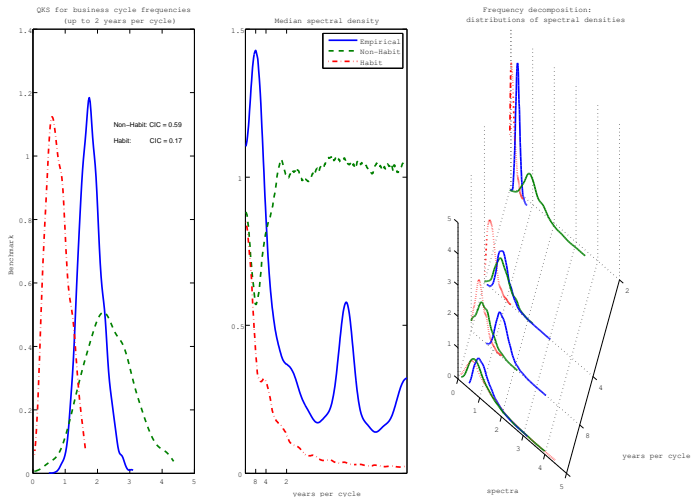 QKS for business cycle frequencies
(up to 2 years per cycle)
1.4
1.2
1
0.8
0.6
0.4
0.2
0
Benchmark
Non-Habit: CIC = 0.59
Habit: CIC = 0.17
0 1 2 3 4 5
Median spectral density
1.5
1
0.5
0
Empirical
Non-Habit
Habit
8 4 2
years per cycle
Frequency decomposition:
distributions of spectral densities
5
4
3
2
1
0
0
1
2
3
4
5
spectra
2
4
8
years per cycle